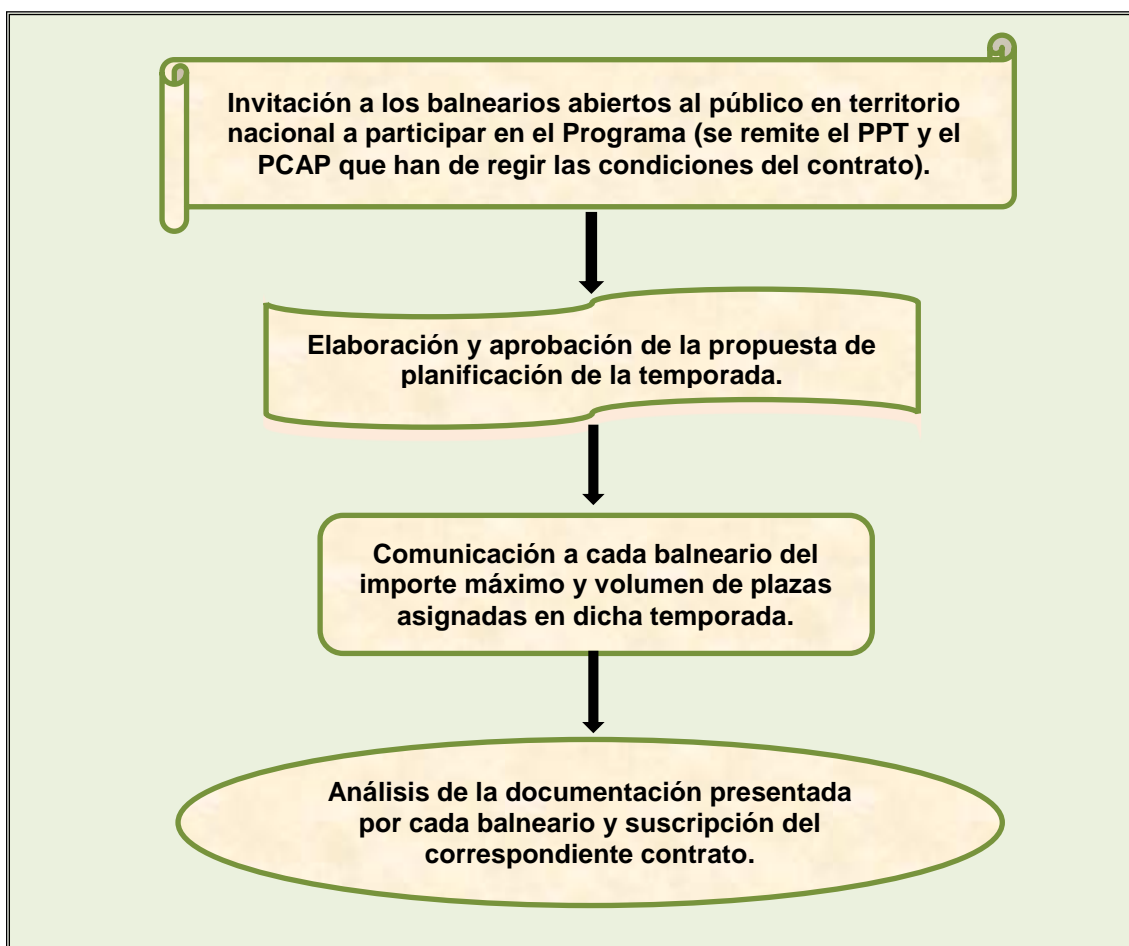 Invitación a los balnearios abiertos al público en territorio
nacional a participar en el Programa (se remite el PPT y el
PCAP que han de regir las condiciones del contrato).
Elaboración y aprobación de la propuesta de
planificación de la temporada.
Comunicación a cada balneario del
importe máximo y volumen de plazas
asignadas en dicha temporada.
Análisis de la documentación presentada
por cada balneario y suscripción del
correspondiente contrato.